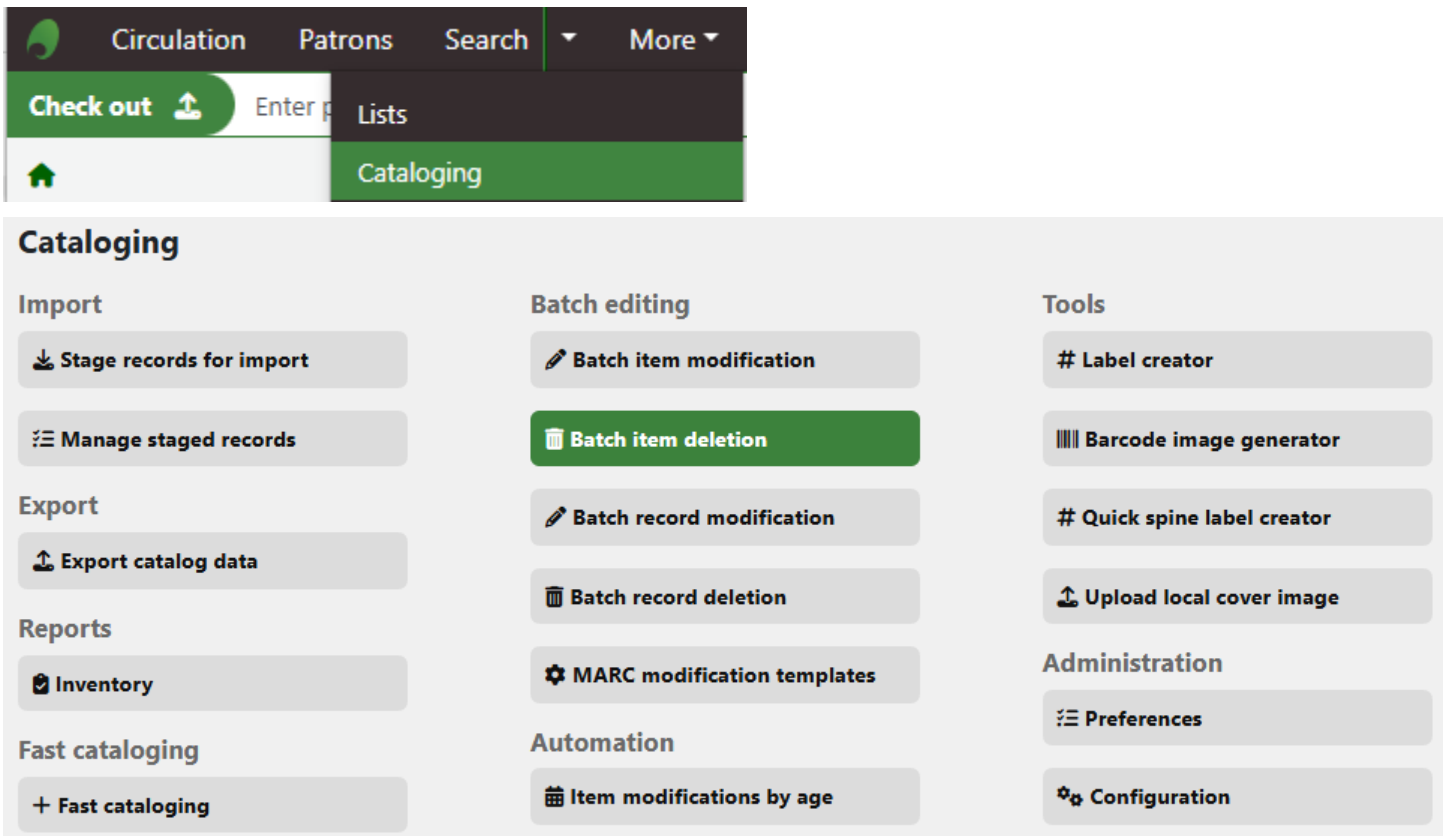 Circulation Patrons Search More
Check out Enter p
Lists
Cataloging
Cataloging
Import
Stage records for import
Manage staged records
Export
Export catalog data
Reports
Inventory
Fast cataloging
+ Fast cataloging
Batch editing
Batch item modification
Batch item deletion
Batch record modification
Batch record deletion
MARC modification templates
Automation
Item modifications by age
Tools
# Label creator
Barcode image generator
# Quick spine label creator
Upload local cover image
Administration
Preferences
Configuration